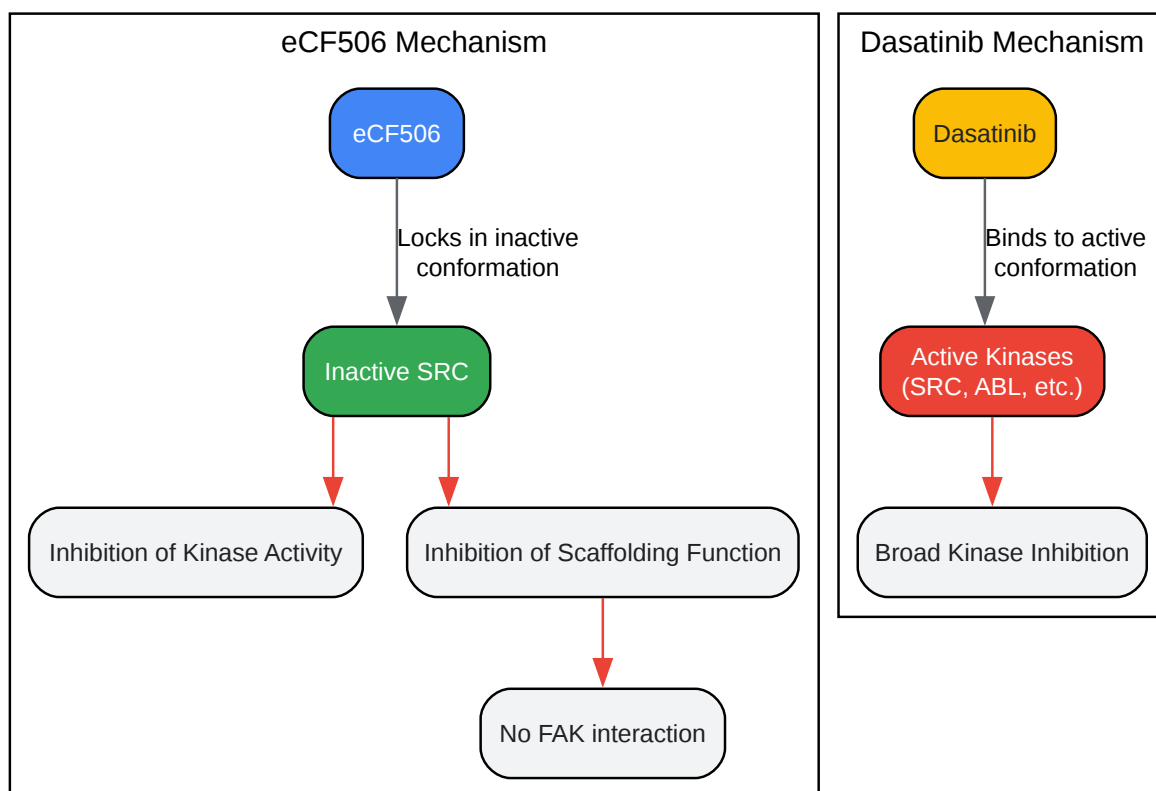 eCF506 Mechanism
eCF506
Locks in inactive
conformation
Inactive SRC
Inhibition of Kinase Activity
Inhibition of Scaffolding Function
No FAK interaction
Dasatinib Mechanism
Dasatinib
Binds to active
conformation
Active Kinases
(SRC, ABL, etc.)
Broad Kinase Inhibition